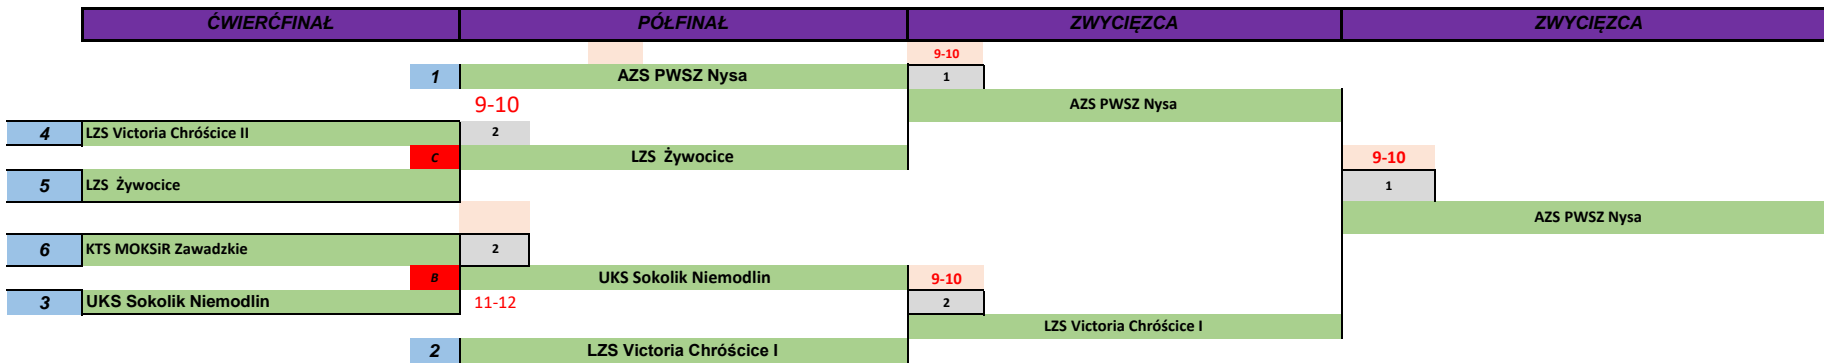 ĆWIERĆFINAŁ PÓŁFINAŁ ZWYCIĘZCA ZWYCIĘZCA
9-10
1 AZS PWSZ Nysa 1
9-10 AZS PWSZ Nysa
4 LZS Victoria Chróścice II 2
C LZS Żywocice 9-10
5 LZS Żywocice 1
AZS PWSZ Nysa
6 KTS MOKSiR Zawadzkie 2
B UKS Sokolik Niemodlin 9-10
3 UKS Sokolik Niemodlin 11-12 2
LZS Victoria Chróścice I
2 LZS Victoria Chróścice I